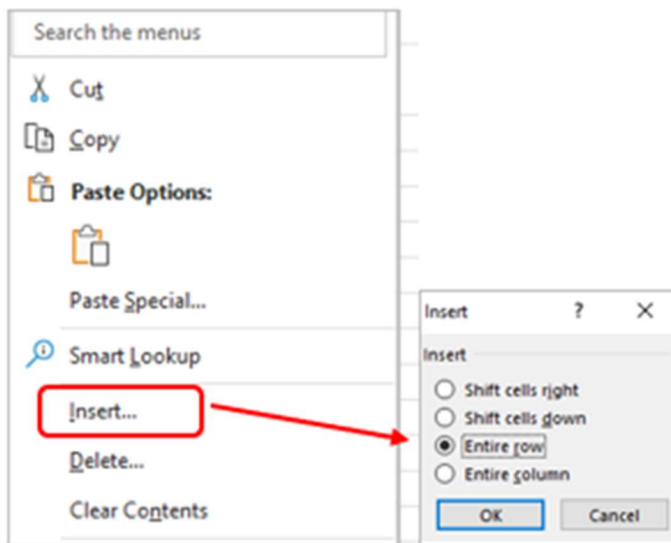 Search the menus
Cut
Copy
Paste Options:
Paste Special...
Smart Lookup
Insert...
Delete...
Clear Contents
Insert ? X
Insert
Shift cells right
Shift cells down
Entire row
Entire column
OK Cancel